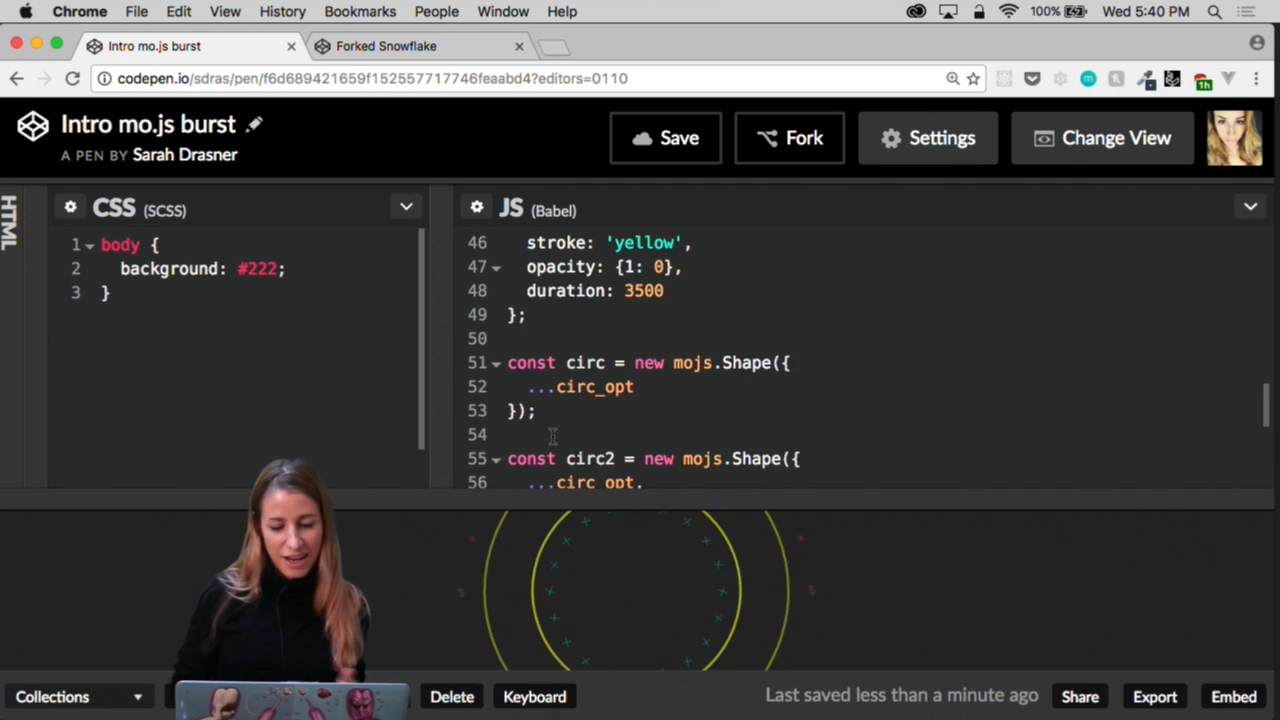 Chrome File Edit View History Bookmarks People Window Help 100% Wed 5:40 PM
Intro mo.js burst Forked Snowflake
codepen.io/sdras/pen/f6d689421659f152557717746feaabd4?editors=0110 1h
Intro mo.js burst
A PEN BY Sarah Drasner
Save Fork Settings Change View
HTML
CSS (SCSS)
1 body {
2 background: #222;
3 }
JS (Babel)
46 stroke: 'yellow',
47 opacity: {1: 0},
48 duration: 3500
49 };
50
51 const circ = new mojs.Shape({
52 ...circ_opt
53 });
54
55 const circ2 = new mojs.Shape({
56 ...circ_opt,
Collections Delete Keyboard Last saved less than a minute ago Share Export Embed